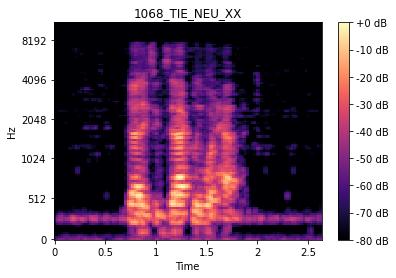 1068_TIE_NEU_XX
+0 dB
8192
-10 dB
4096
-20 dB
-30 dB
2048
Hz
-40 dB
1024
-50 dB
512
-60 dB
-70 dB
0
-80 dB
0 0.5 1 1.5 2 2.5
Time